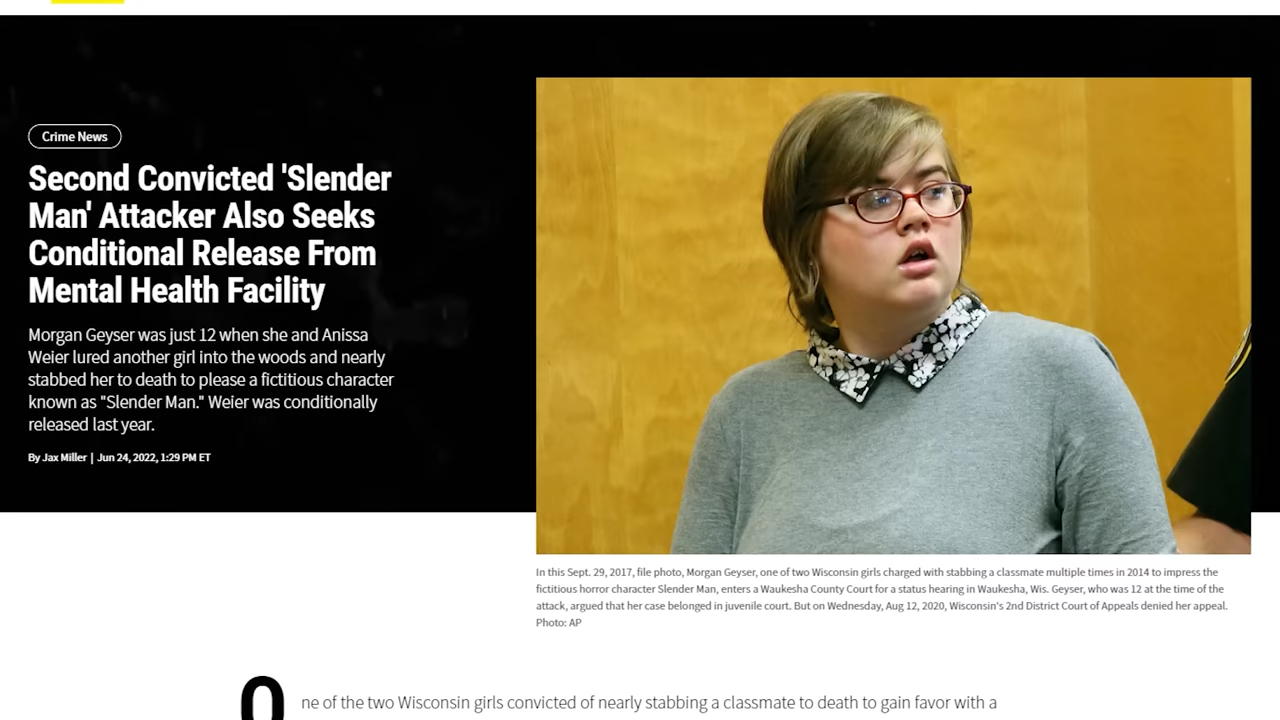 Crime News
Second Convicted 'Slender
Man' Attacker Also Seeks
Conditional Release From
Mental Health Facility
Morgan Geyser was just 12 when she and Anissa
Weier lured another girl into the woods and nearly
stabbed her to death to please a fictitious character
known as "Slender Man." Weier was conditionally
released last year.
By Jax Miller | Jun 24, 2022, 1:29 PM ET
In this Sept. 29, 2017, file photo, Morgan Geyser, one of two Wisconsin girls charged with stabbing a classmate multiple times in 2014 to impress the
fictitious horror character Slender Man, enters a Waukesha County Court for a status hearing in Waukesha, Wis. Geyser, who was 12 at the time of the
attack, argued that her case belonged in juvenile court. But on Wednesday, Aug 12, 2020, Wisconsin's 2nd District Court of Appeals denied her appeal.
Photo: AP
One of the two Wisconsin girls convicted of nearly stabbing a classmate to death to gain favor with a